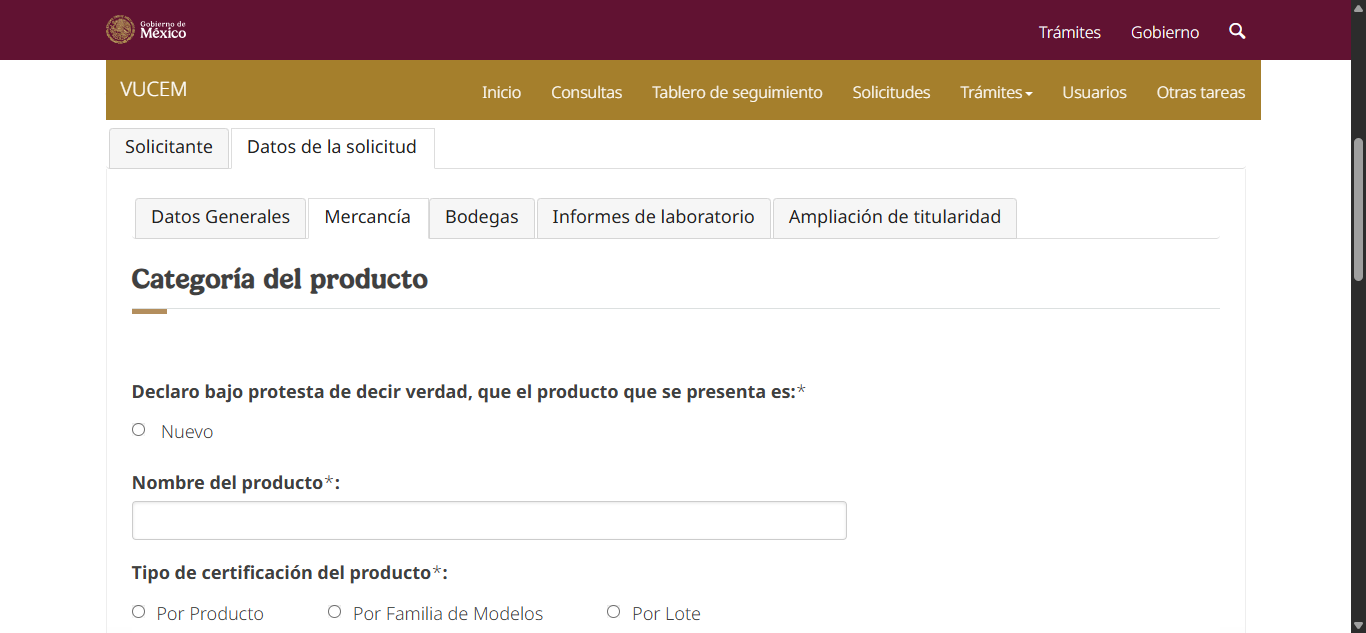 Gobierno de
México
Trámites Gobierno
VUCEM Inicio Consultas Tablero de seguimiento Solicitudes Trámites Usuarios Otras tareas
Solicitante Datos de la solicitud
Datos Generales Mercancía Bodegas Informes de laboratorio Ampliación de titularidad
Categoría del producto
Declaro bajo protesta de decir verdad, que el producto que se presenta es:*
Nuevo
Nombre del producto*:
Tipo de certificación del producto*:
Por Producto Por Familia de Modelos Por Lote